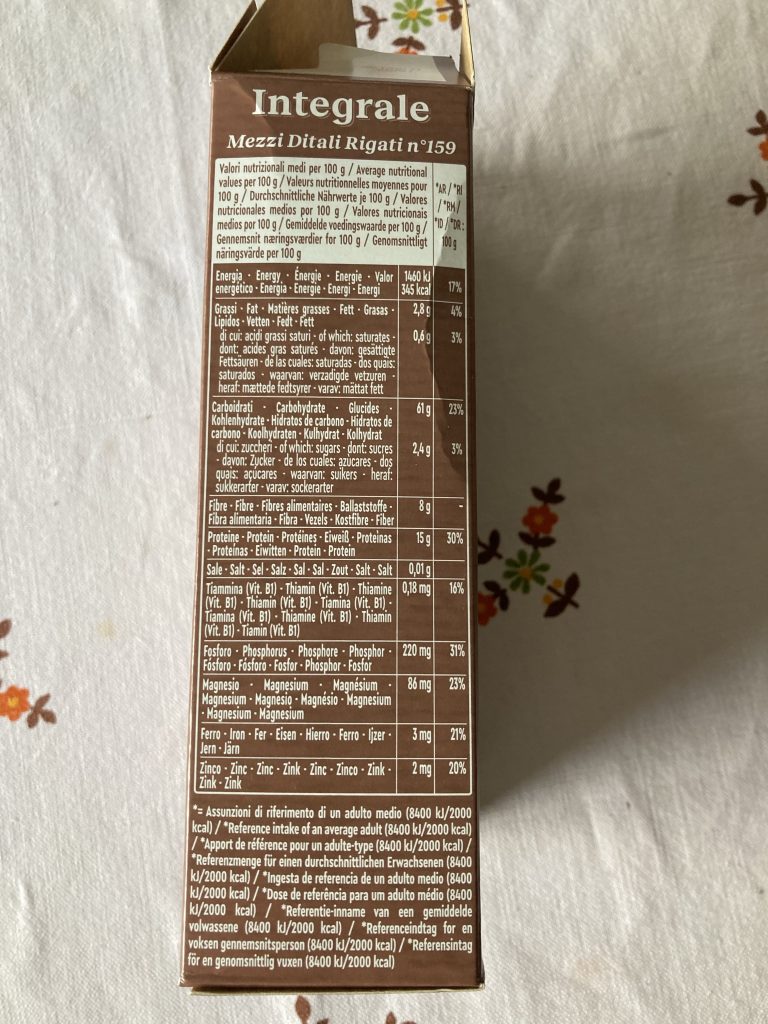 Integrale
Mezzi Ditali Rigati n°159
Valori nutrizionali medi per 100 g / Average nutritional
values per 100 g / Valeurs nutritionnelles moyennes pour
100 g / Durchschnittliche Nährwerte je 100 g / Valores
nutricionales medios por 100 g / Valores nutricionais
medios por 100 g / Gemiddelde voedingswaarde per 100 g /
Gennemsnit næringsværdier for 100 g / Genomsnittligt
näringsvärde per 100 g
*AR / *RI
/ *RM /
*ID / *DR:
100 g
Energia - Energy - Énergie - Energie - Valor 1460 kJ
energético - Energia - Energie - Energi - Energi 345 kcal 17%
Grassi - Fat - Matières grasses - Fett - Grasas - 2,8 g 4%
Lipidos - Vetten - Fedt - Fett
di cui: acidi grassi saturi - of which: saturates - 0,6 g 3%
dont: acides gras saturés - davon: gesättigte
Fettsäuren - de las cuales: saturadas - dos quais:
saturados - waarvan: verzadigde vetzuren -
heraf: mættede fedtsyrer - varav: mättat fett
Carboidrati - Carbohydrate - Glucides - 61 g 23%
Kohlenhydrate - Hidratos de carbono - Hidratos de
carbono - Koolhydraten - Kulhydrat - Kolhydrat
di cui: zuccheri - of which: sugars - dont: sucres 2,4 g 3%
- davon: Zucker - de los cuales: azúcares - dos
quais: açúcares - waarvan: suikers - heraf:
sukkerarter - varav: sockerarter
Fibre - Fibre - Fibres alimentaires - Ballaststoffe - 8 g -
Fibra alimentaria - Fibra - Vezels - Kostfibre - Fiber
Proteine - Protein - Protéines - Eiweiß - Proteinas 15 g 30%
- Proteínas - Eiwitten - Protein - Protein
Sale - Salt - Sel - Salz - Sal - Sal - Zout - Salt - Salt 0,01 g
Tiammina (Vit. B1) - Thiamin (Vit. B1) - Thiamine 0,18 mg 16%
(Vit. B1) - Thiamin (Vit. B1) - Tiamina (Vit. B1) -
Tiamina (Vit. B1) - Thiamine (Vit. B1) - Thiamin
(Vit. B1) - Tiamin (Vit. B1)
Fosforo - Phosphorus - Phosphore - Phosphor - 220 mg 31%
Fósforo - Fósforo - Fosfor - Phosphor - Fosfor
Magnesio - Magnesium - Magnésium - 86 mg 23%
Magnesium - Magnesio - Magnésio - Magnesium
- Magnesium - Magnesium
Ferro - Iron - Fer - Eisen - Hierro - Ferro - Ijzer - 3 mg 21%
Jern - Järn
Zinco - Zinc - Zinc - Zink - Zinc - Zinco - Zink - 2 mg 20%
Zink - Zink
*= Assunzioni di riferimento di un adulto medio (8400 kJ/2000
kcal) / *Reference intake of an average adult (8400 kJ/2000 kcal)
/ *Apport de référence pour un adulte-type (8400 kJ/2000 kcal) /
*Referenzmenge für einen durchschnittlichen Erwachsenen (8400
kJ/2000 kcal) / *Ingesta de referencia de un adulto medio (8400
kJ/2000 kcal) / *Dose de referência para um adulto médio (8400
kJ/2000 kcal) / *Referentie-inname van een gemiddelde
volwassene (8400 kJ/2000 kcal) / *Referenceindtag for en
voksen gennemsnitsperson (8400 kJ/2000 kcal) / *Referensintag
för en genomsnittlig vuxen (8400 kJ/2000 kcal)